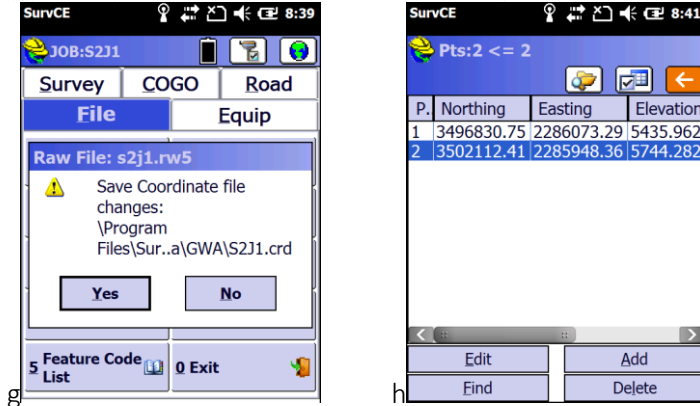 SurvCE 8:39
JOB:S2J1
Survey COGO Road
File Equip
Raw File: s2j1.rw5
Save Coordinate file
changes:
\Program
Files\Sur..a\GWA\S2J1.crd
Yes No
5 Feature Code
List
0 Exit
g
SurvCE 8:41
Pts:2 <= 2
P. Northing Easting Elevation
1 3496830.75 2286073.29 5435.962
2 3502112.41 2285948.36 5744.282
Edit Add
Find Delete
h